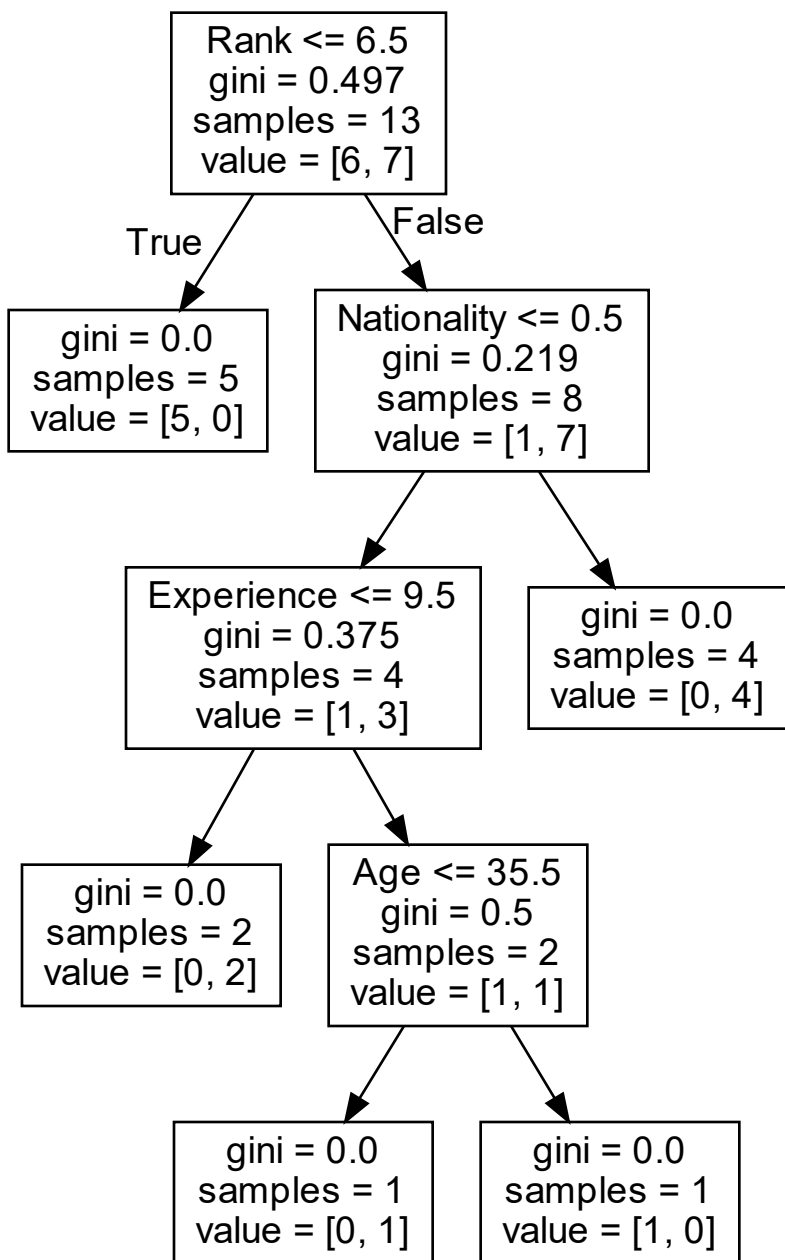 Rank <= 6.5
gini = 0.497
samples = 13
value = [6, 7]
True
False
gini = 0.0
samples = 5
value = [5, 0]
Nationality <= 0.5
gini = 0.219
samples = 8
value = [1, 7]
Experience <= 9.5
gini = 0.375
samples = 4
value = [1, 3]
gini = 0.0
samples = 4
value = [0, 4]
gini = 0.0
samples = 2
value = [0, 2]
Age <= 35.5
gini = 0.5
samples = 2
value = [1, 1]
gini = 0.0
samples = 1
value = [0, 1]
gini = 0.0
samples = 1
value = [1, 0]